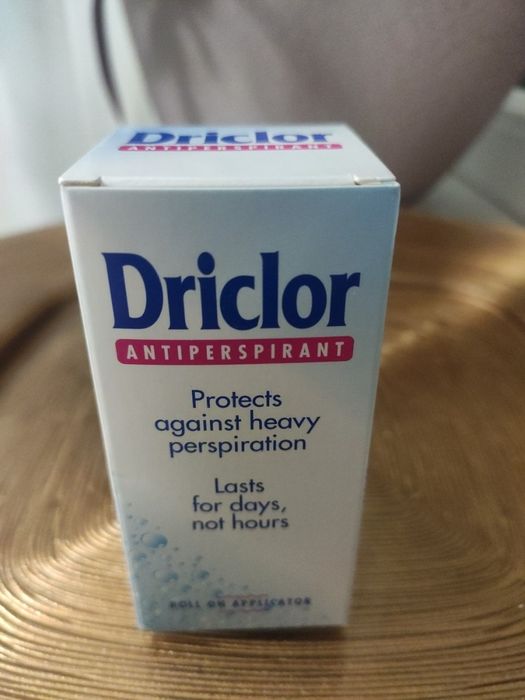 Driclor
ANTIPERSPIRANT
Driclor
ANTIPERSPIRANT
Protects
against heavy
perspiration
Lasts
for days,
not hours
ROLL ON APPLICATOR